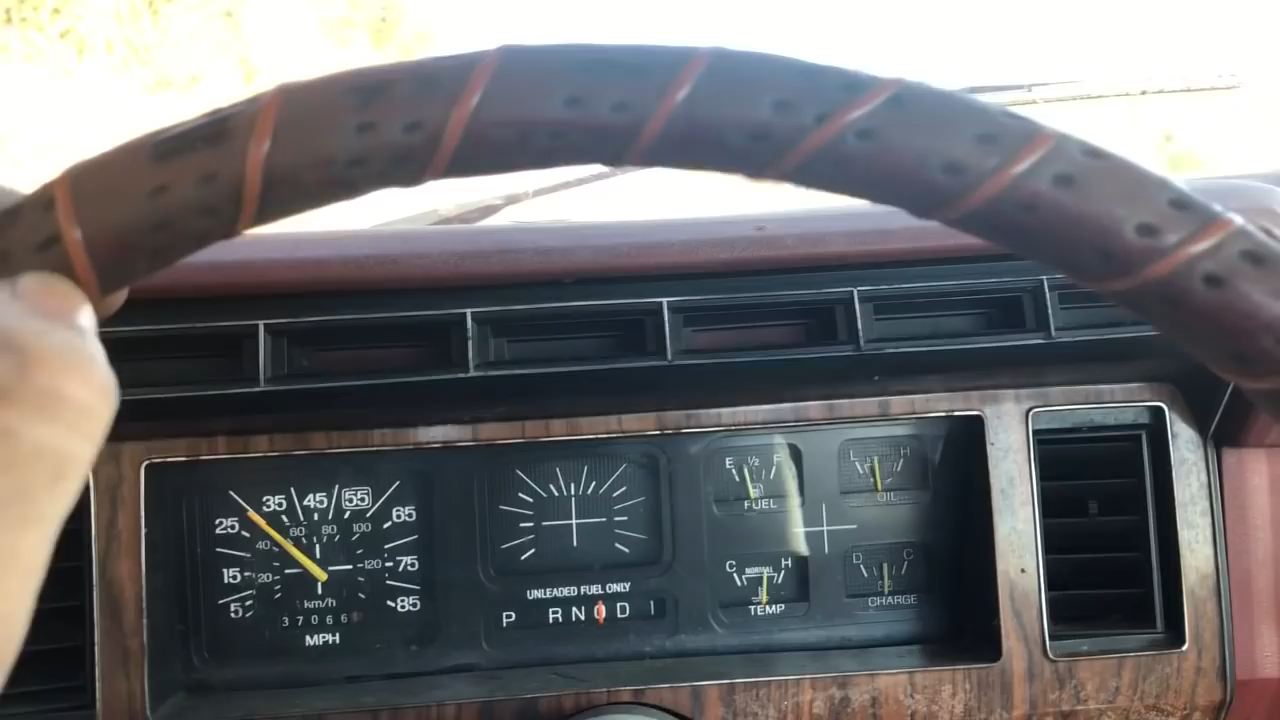 35 45 55
25 65
60 80 100
40
15 20 120 75
5 85
km/h
37066
MPH
UNLEADED FUEL ONLY
P R N D 1
E 1/2 F
FUEL
L H
OIL
C NORMAL H
TEMP
D C
CHARGE